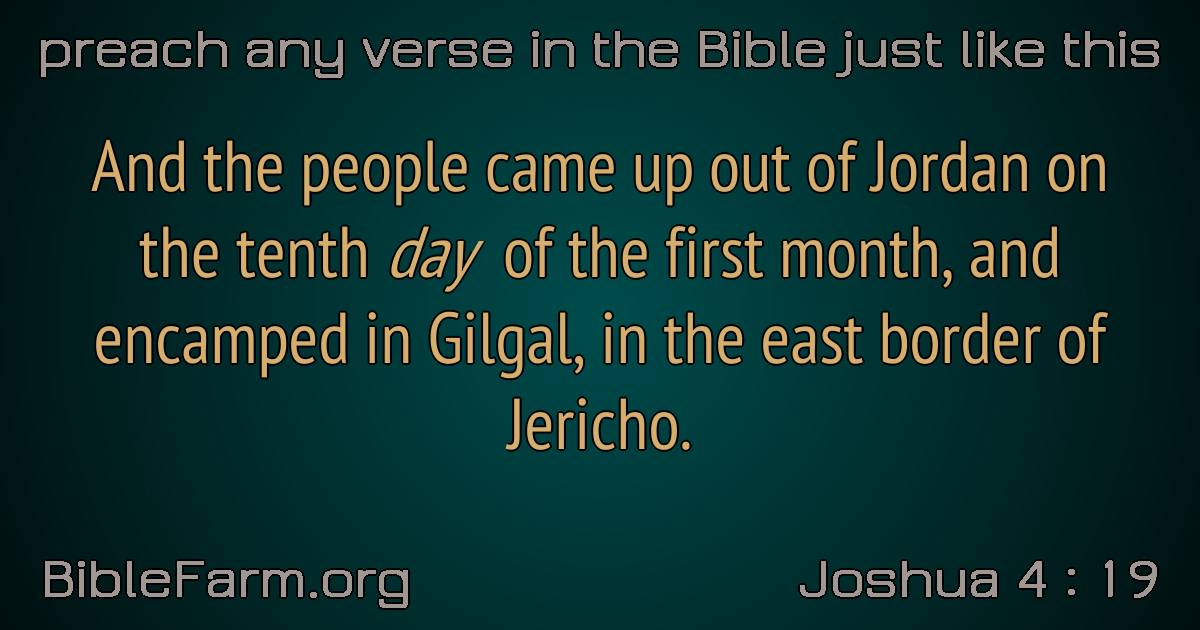 preach any verse in the Bible just like this
And the people came up out of Jordan on
the tenth day of the first month, and
encamped in Gilgal, in the east border of
Jericho.
BibleFarm.org
Joshua 4 : 19